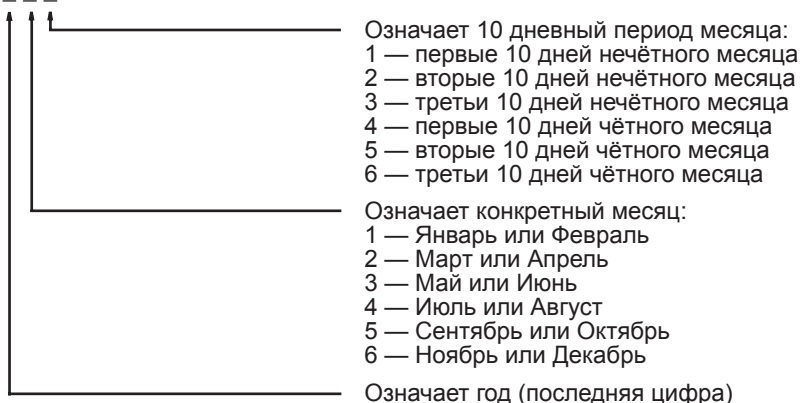 Означает 10 дневный период месяца:
1 — первые 10 дней нечётного месяца
2 — вторые 10 дней нечётного месяца
3 — третьи 10 дней нечётного месяца
4 — первые 10 дней чётного месяца
5 — вторые 10 дней чётного месяца
6 — третьи 10 дней чётного месяца
Означает конкретный месяц:
1 — Январь или Февраль
2 — Март или Апрель
3 — Май или Июнь
4 — Июль или Август
5 — Сентябрь или Октябрь
6 — Ноябрь или Декабрь
Означает год (последняя цифра)